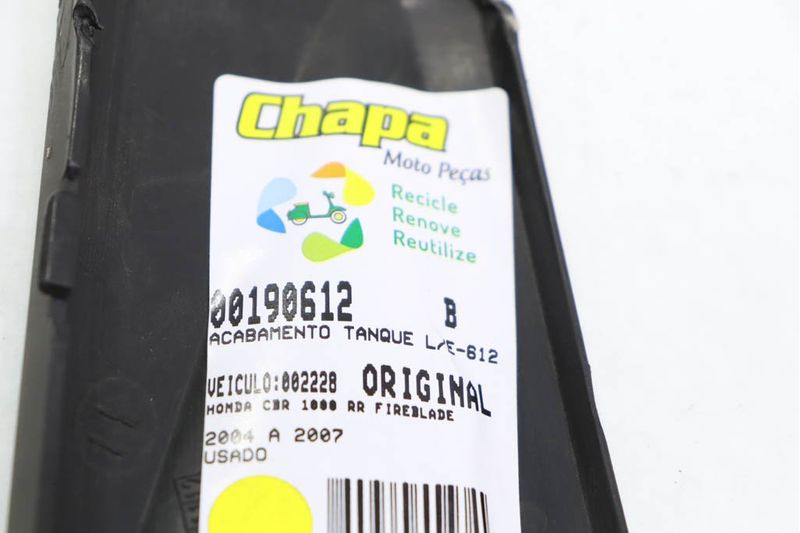 Chapa
Moto Peças
Recicle
Renove
Reutilize
00190612 B
ACABAMENTO TANQUE L/E-612
VEICULO:002228 ORIGINAL
HONDA CBR 1000 RR FIREBLADE
2004 A 2007
USADO